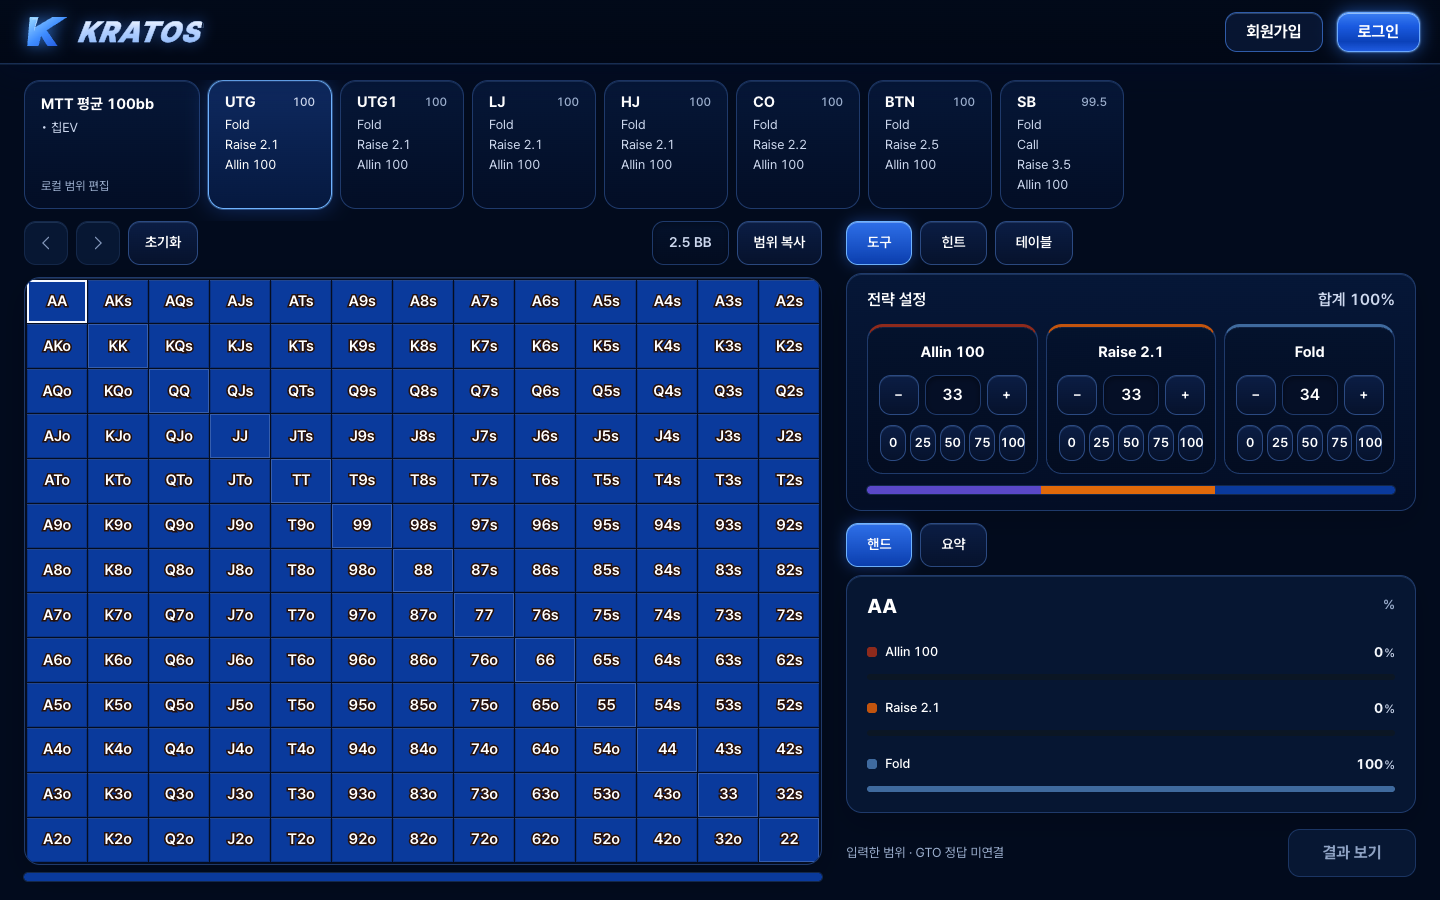 KRATOS
회원가입
로그인
MTT 평균 100bb
• 칩EV
로컬 범위 편집
UTG 100
Fold
Raise 2.1
Allin 100
UTG1 100
Fold
Raise 2.1
Allin 100
LJ 100
Fold
Raise 2.1
Allin 100
HJ 100
Fold
Raise 2.1
Allin 100
CO 100
Fold
Raise 2.2
Allin 100
BTN 100
Fold
Raise 2.5
Allin 100
SB 99.5
Fold
Call
Raise 3.5
Allin 100
초기화
2.5 BB
범위 복사
도구
힌트
테이블
AA AKs AQs AJs ATs A9s A8s A7s A6s A5s A4s A3s A2s
AKo KK KQs KJs KTs K9s K8s K7s K6s K5s K4s K3s K2s
AQo KQo QQ QJs QTs Q9s Q8s Q7s Q6s Q5s Q4s Q3s Q2s
AJo KJo QJo JJ JTs J9s J8s J7s J6s J5s J4s J3s J2s
ATo KTo QTo JTo TT T9s T8s T7s T6s T5s T4s T3s T2s
A9o K9o Q9o J9o T9o 99 98s 97s 96s 95s 94s 93s 92s
A8o K8o Q8o J8o T8o 98o 88 87s 86s 85s 84s 83s 82s
A7o K7o Q7o J7o T7o 97o 87o 77 76s 75s 74s 73s 72s
A6o K6o Q6o J6o T6o 96o 86o 76o 66 65s 64s 63s 62s
A5o K5o Q5o J5o T5o 95o 85o 75o 65o 55 54s 53s 52s
A4o K4o Q4o J4o T4o 94o 84o 74o 64o 54o 44 43s 42s
A3o K3o Q3o J3o T3o 93o 83o 73o 63o 53o 43o 33 32s
A2o K2o Q2o J2o T2o 92o 82o 72o 62o 52o 42o 32o 22
전략 설정
합계 100%
Allin 100
− 33 +
0 25 50 75 100
Raise 2.1
− 33 +
0 25 50 75 100
Fold
− 34 +
0 25 50 75 100
핸드
요약
AA %
Allin 100 0%
Raise 2.1 0%
Fold 100%
입력한 범위 · GTO 정답 미연결
결과 보기